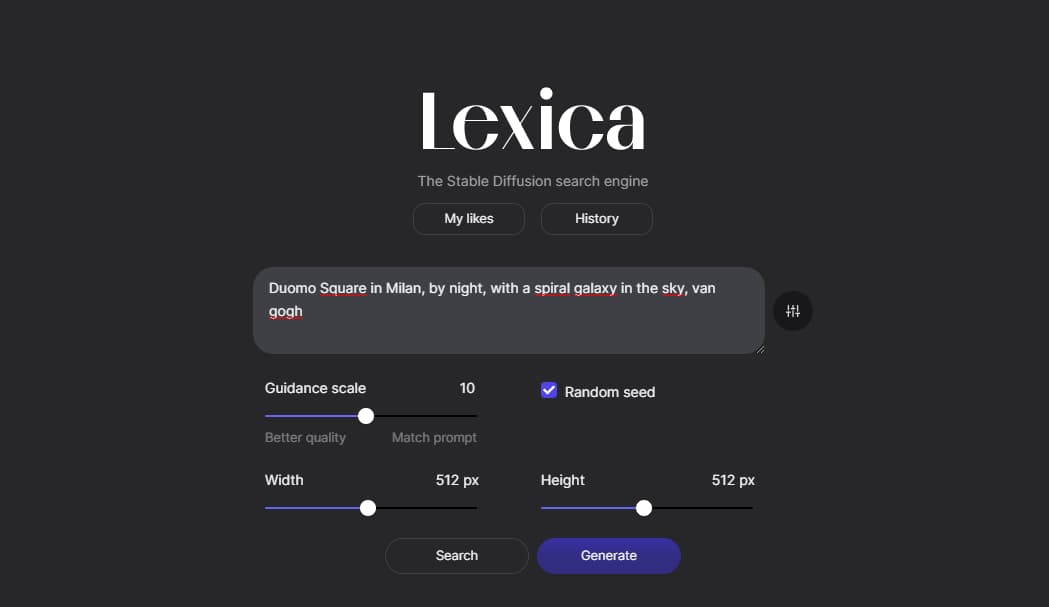 Lexica
The Stable Diffusion search engine
My likes History
Duomo Square in Milan, by night, with a spiral galaxy in the sky, van
gogh
Guidance scale 10 Random seed
Better quality Match prompt
Width 512 px Height 512 px
Search Generate